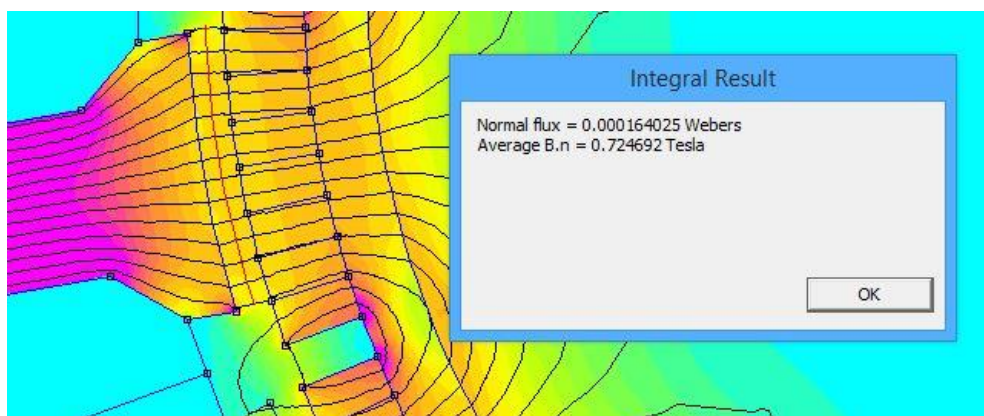 Integral Result
Normal flux = 0.000164025 Webers
Average B.n = 0.724692 Tesla
OK